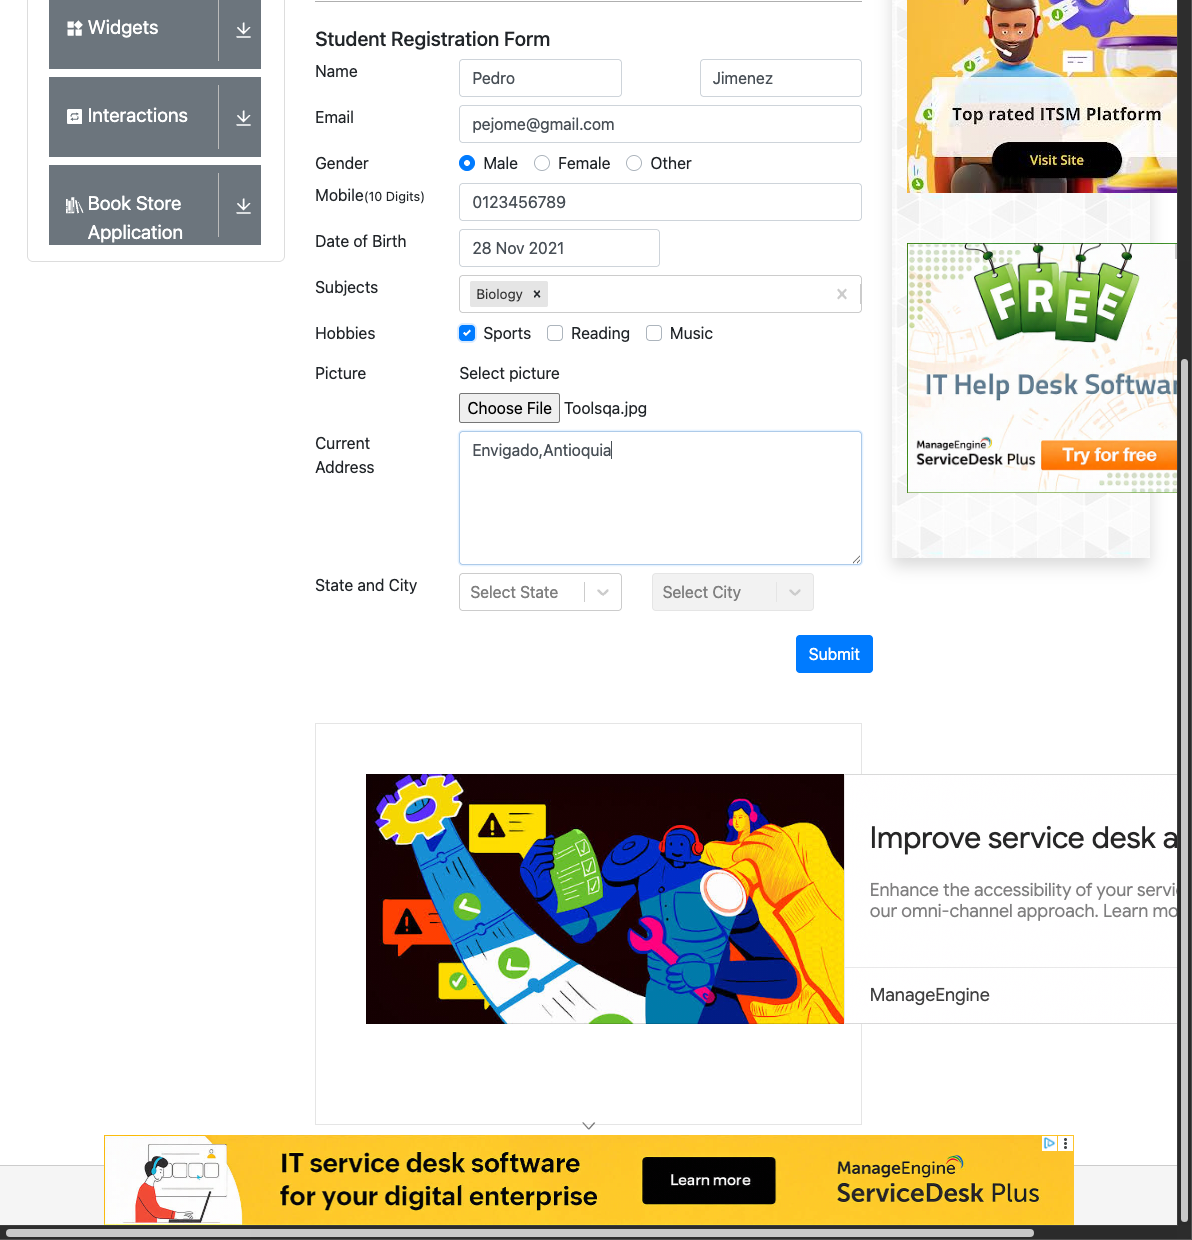 Widgets
Interactions
Book Store
Application
Student Registration Form
Name
Pedro
Jimenez
Email
pejome@gmail.com
Gender
Male
Female
Other
Mobile(10 Digits)
0123456789
Date of Birth
28 Nov 2021
Subjects
Biology ×
×
Hobbies
Sports
Reading
Music
Picture
Select picture
Choose File Toolsqa.jpg
Current
Address
Envigado,Antioquia
State and City
Select State
Select City
Submit
Top rated ITSM Platform
Visit Site
FREE
IT Help Desk Softwar
ManageEngine
ServiceDesk Plus
Try for free
Improve service desk a
Enhance the accessibility of your servi
our omni-channel approach. Learn mo
ManageEngine
IT service desk software
for your digital enterprise
Learn more
ManageEngine
ServiceDesk Plus